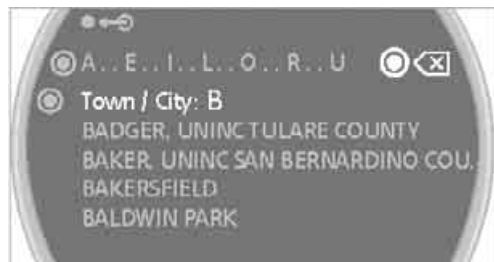 A..E..I..L..O..R..U
Town / City: B
BADGER, UNINC TULARE COUNTY
BAKER, UNINC SAN BERNARDINO COU.
BAKERSFIELD
BALDWIN PARK